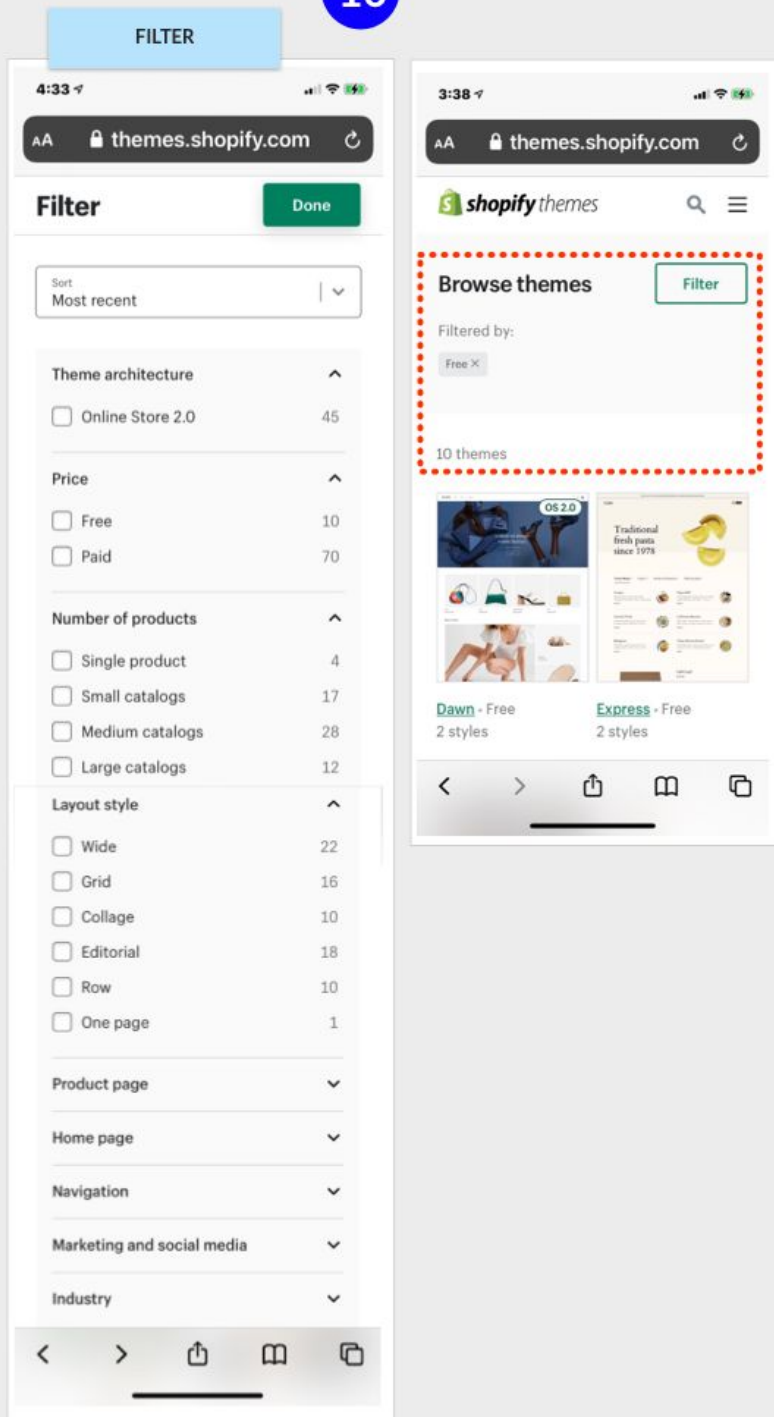 10
FILTER
4:33
AA themes.shopify.com
Filter Done
Sort
Most recent
Theme architecture
Online Store 2.0 45
Price
Free 10
Paid 70
Number of products
Single product 4
Small catalogs 17
Medium catalogs 28
Large catalogs 12
Layout style
Wide 22
Grid 16
Collage 10
Editorial 18
Row 10
One page 1
Product page
Home page
Navigation
Marketing and social media
Industry
3:38
AA themes.shopify.com
shopify themes
Browse themes Filter
Filtered by:
Free ×
10 themes
OS 2.0
Traditional
fresh pasta
since 1978
Dawn - Free
2 styles
Express - Free
2 styles